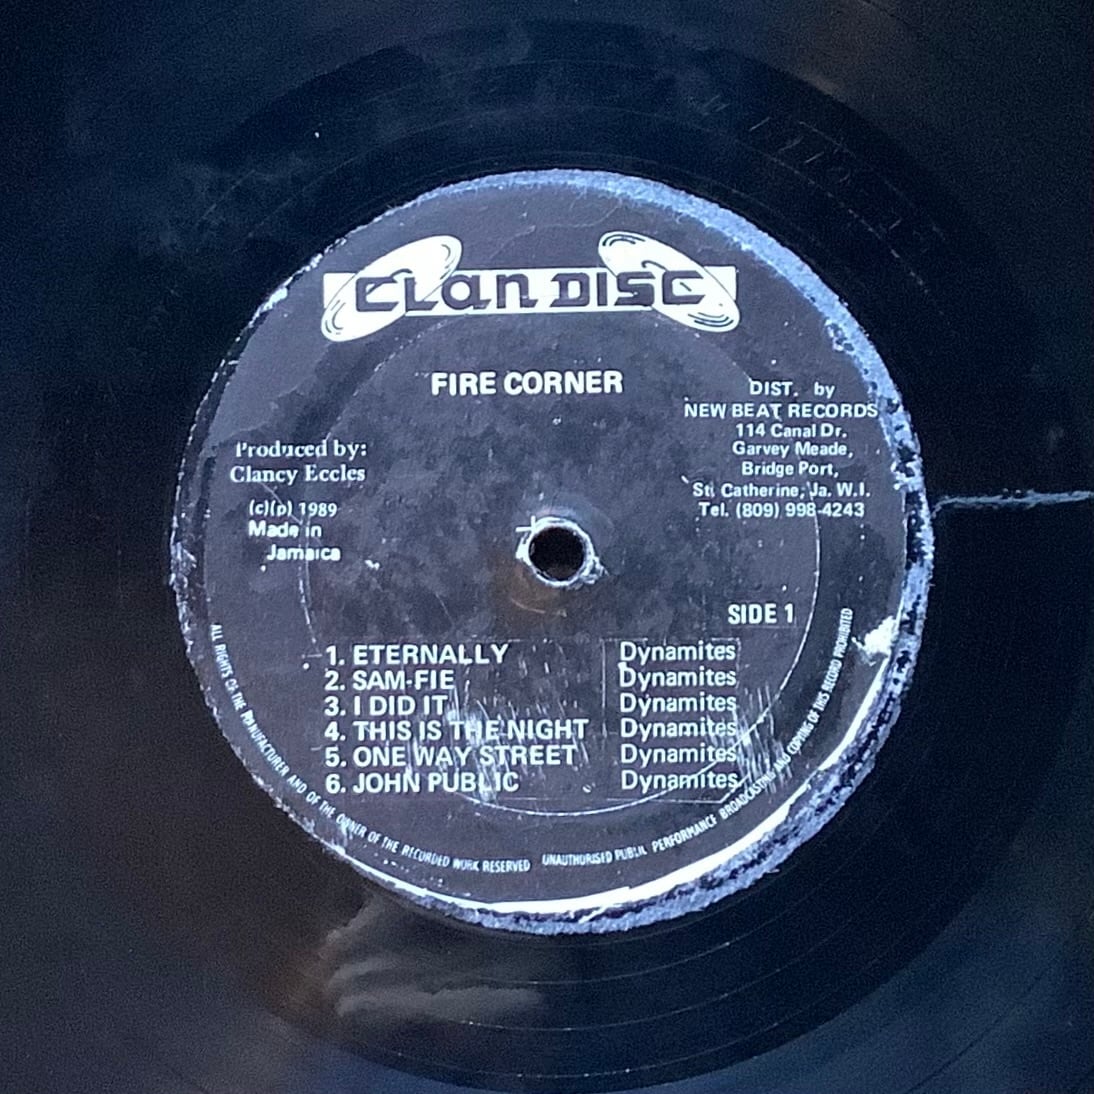 CLan DISC
FIRE CORNER
DIST. by
NEW BEAT RECORDS
114 Canal Dr.
Garvey Meade,
Bridge Port,
St. Catherine, Ja. W.I.
Tel. (809) 998-4243
Produced by:
Clancy Eccles
(c)(p) 1989
Made in
Jamaica
SIDE 1
1. ETERNALLY Dynamites
2. SAM-FIE Dynamites
3. I DID IT Dynamites
4. THIS IS THE NIGHT Dynamites
5. ONE WAY STREET Dynamites
6. JOHN PUBLIC Dynamites
ALL RIGHTS OF THE MANUFACTURER AND OF THE OWNER OF THE RECORDED WORK RESERVED UNAUTHORISED PUBLIC PERFORMANCE BROADCASTING AND COPYING OF THIS RECORD PROHIBITED